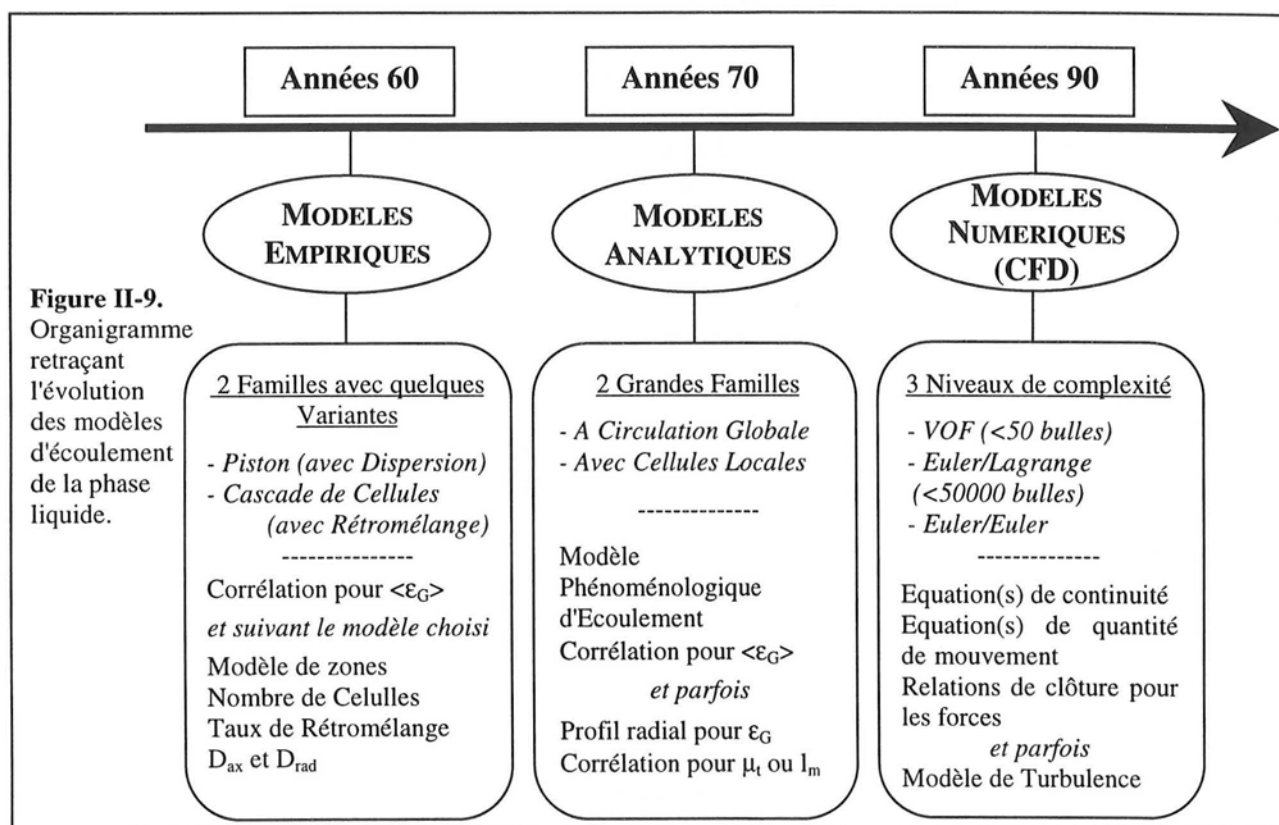 Années 60
Années 70
Années 90
MODELES
EMPIRIQUES
MODELES
ANALYTIQUES
MODELES
NUMERIQUES
(CFD)
Figure II-9.
Organigramme
retraçant
l'évolution
des modèles
d'écoulement
de la phase
liquide.
2 Familles avec quelques
Variantes
- Piston (avec Dispersion)
- Cascade de Cellules
(avec Rétromélange)
---------------
Corrélation pour <εG>
et suivant le modèle choisi
Modèle de zones
Nombre de Celulles
Taux de Rétromélange
Dax et Drad
2 Grandes Familles
- A Circulation Globale
- Avec Cellules Locales
--------------
Modèle
Phénoménologique
d'Ecoulement
Corrélation pour <εG>
et parfois
Profil radial pour εG
Corrélation pour μt ou lm
3 Niveaux de complexité
- VOF (<50 bulles)
- Euler/Lagrange
(<50000 bulles)
- Euler/Euler
--------------
Equation(s) de continuité
Equation(s) de quantité
de mouvement
Relations de clôture pour
les forces
et parfois
Modèle de Turbulence